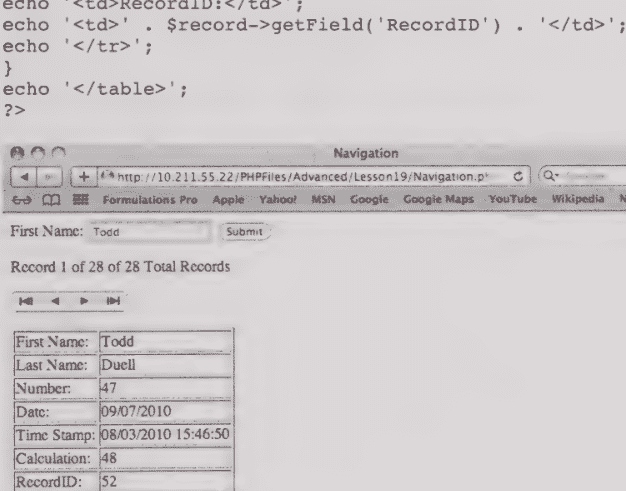 echo '<td>RecordID:</td>';
echo '<td>' . $record->getField('RecordID') . '</td>';
echo '</tr>';
}
echo '</table>';
?>
Navigation
http://10.211.55.22/PHPFiles/Advanced/Lesson19/Navigation.p
Formulations Pro Apple Yahoo! MSN Google Google Maps YouTube Wikipedia N
First Name: Todd Submit
Record 1 of 28 of 28 Total Records
First Name: Todd
Last Name: Duell
Number: 47
Date: 09/07/2010
Time Stamp: 08/03/2010 15:46:50
Calculation: 48
RecordID: 52